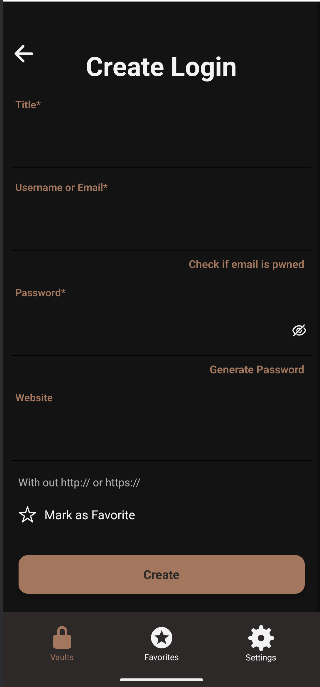 Create Login
Title*
Username or Email*
Check if email is pwned
Password*
Generate Password
Website
With out http:// or https://
Mark as Favorite
Create
Vaults
Favorites
Settings